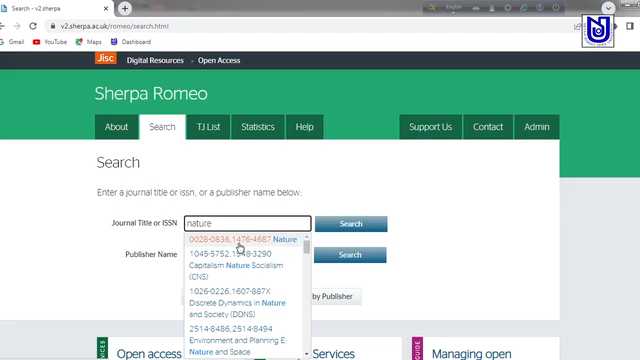 Search - v2.sherpa
v2.sherpa.ac.uk/romeo/search.html
Gmail
YouTube
Maps
Dashboard
Jisc
Digital Resources
Open Access
Sherpa Romeo
About
Search
TJ List
Statistics
Help
Support Us
Contact
Admin
Search
Enter a journal title or issn, or a publisher name below:
Journal Title or ISSN
nature
Search
0028-0836,1476-4687 Nature
Publisher Name
1045-5752,1548-3290
Capitalism Nature Socialism
(CNS)
Search
1026-0226,1607-887X
Discrete Dynamics in Nature
and Society (DDNS)
by Publisher
2514-8486,2514-8494
Environment and Planning E:
Nature and Space
Open access
Services
Managing open